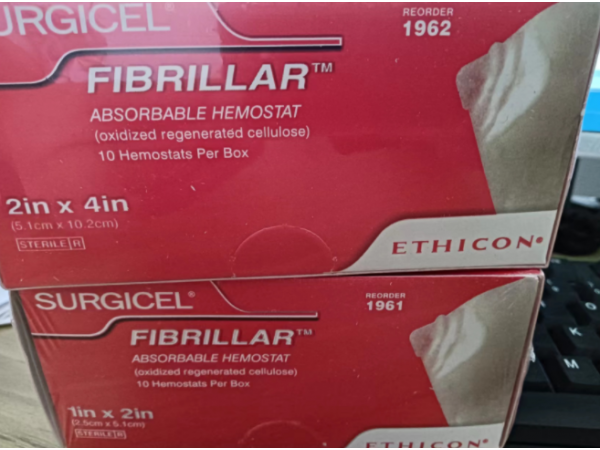 REORDER
1962
FIBRILLAR™
ABSORBABLE HEMOSTAT
(oxidized regenerated cellulose)
10 Hemostats Per Box
2in x 4in
(5.1cm x 10.2cm)
STERILE R
ETHICON®
SURGICEL®
REORDER
1961
FIBRILLAR™
ABSORBABLE HEMOSTAT
(oxidized regenerated cellulose)
10 Hemostats Per Box
1in x 2in
(2.5cm x 5.1cm)
STERILE R
ETHICON®